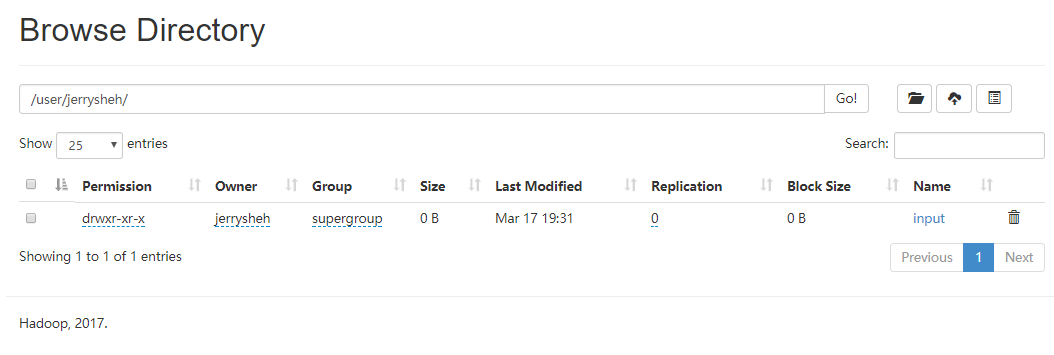 Browse Directory
/user/jerrysheh/ Go!
Show 25 entries Search:
Permission Owner Group Size Last Modified Replication Block Size Name
drwxr-xr-x jerrysheh supergroup 0 B Mar 17 19:31 0 0 B input
Showing 1 to 1 of 1 entries Previous 1 Next
Hadoop, 2017.